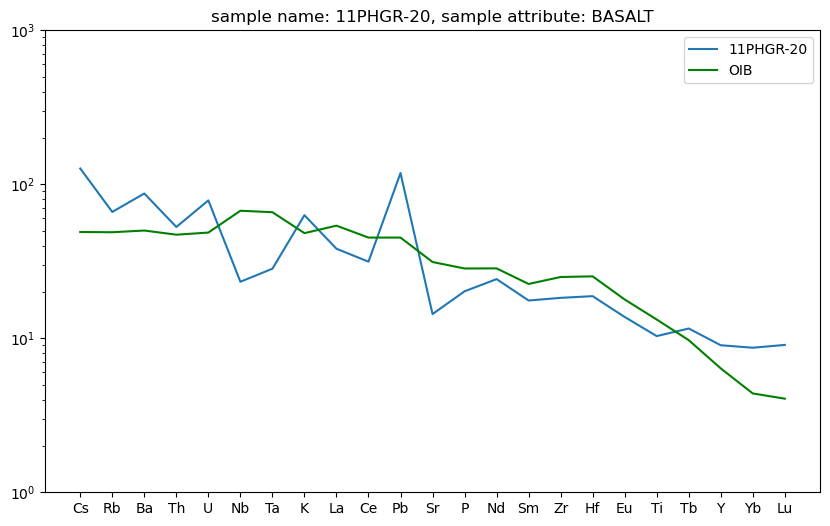 sample name: 11PHGR-20, sample attribute: BASALT
11PHGR-20
OIB
10³
10²
10¹
10⁰
Cs Rb Ba Th U Nb Ta K La Ce Pb Sr P Nd Sm Zr Hf Eu Ti Tb Y Yb Lu